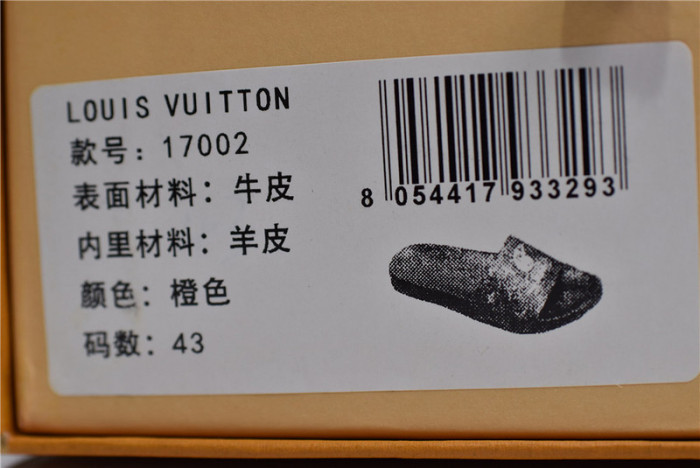 LOUIS VUITTON
款号：17002
表面材料：牛皮
内里材料：羊皮
颜色：橙色
码数：43
8 054417 933293